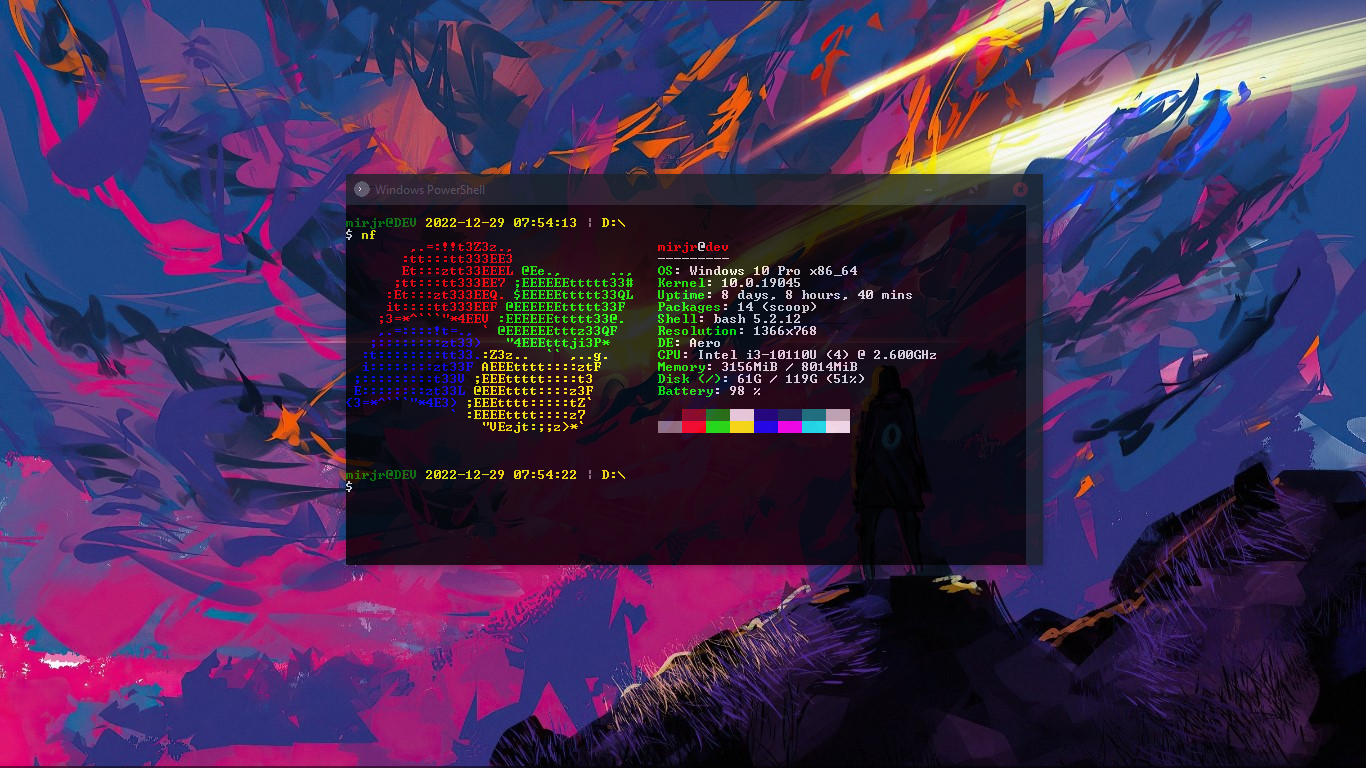 Windows PowerShell
mirjr@DEV 2022-12-29 07:54:13 ¦ D:\
$ nf
mirjr@dev
---------
OS: Windows 10 Pro x86_64
Kernel: 10.0.19045
Uptime: 8 days, 8 hours, 40 mins
Packages: 14 (scoop)
Shell: bash 5.2.12
Resolution: 1366x768
DE: Aero
CPU: Intel i3-10110U (4) @ 2.600GHz
Memory: 3156MiB / 8014MiB
Disk (/): 61G / 119G (51%)
Battery: 98 %
mirjr@DEV 2022-12-29 07:54:22 ¦ D:\
$